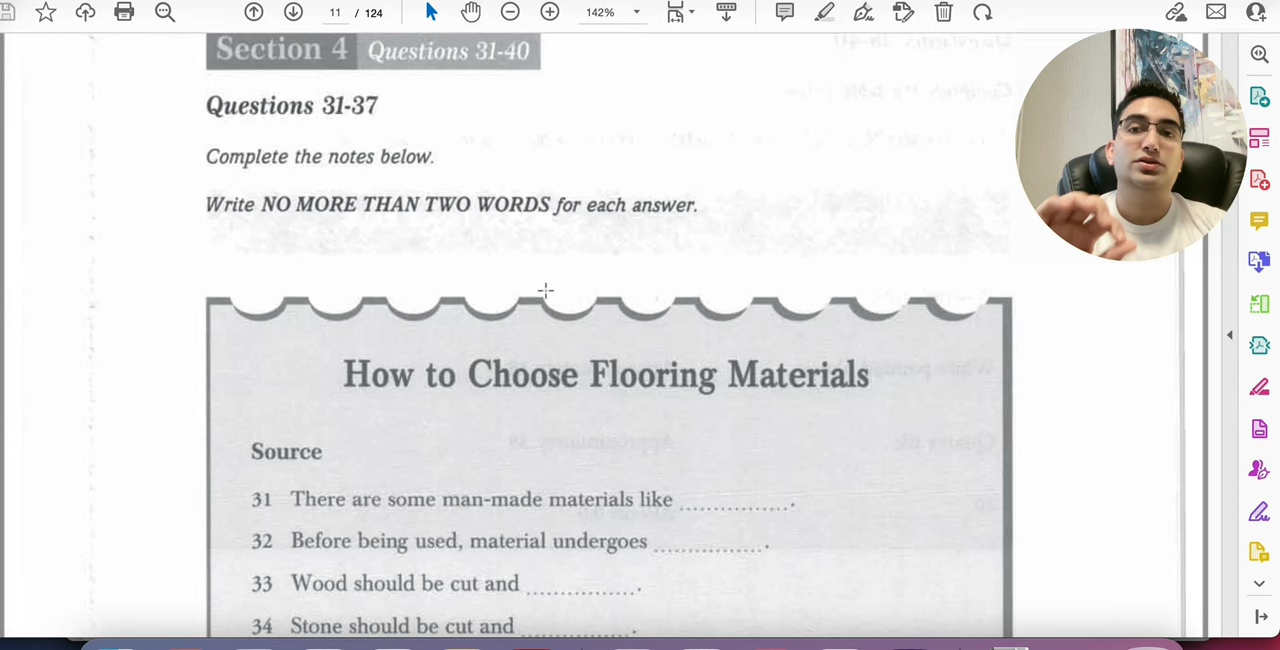 11 / 124
142%
Section 4 Questions 31-40
Questions 31-37
Complete the notes below.
Write NO MORE THAN TWO WORDS for each answer.
How to Choose Flooring Materials
Source
31 There are some man-made materials like ................
32 Before being used, material undergoes ................
33 Wood should be cut and ................
34 Stone should be cut and ................